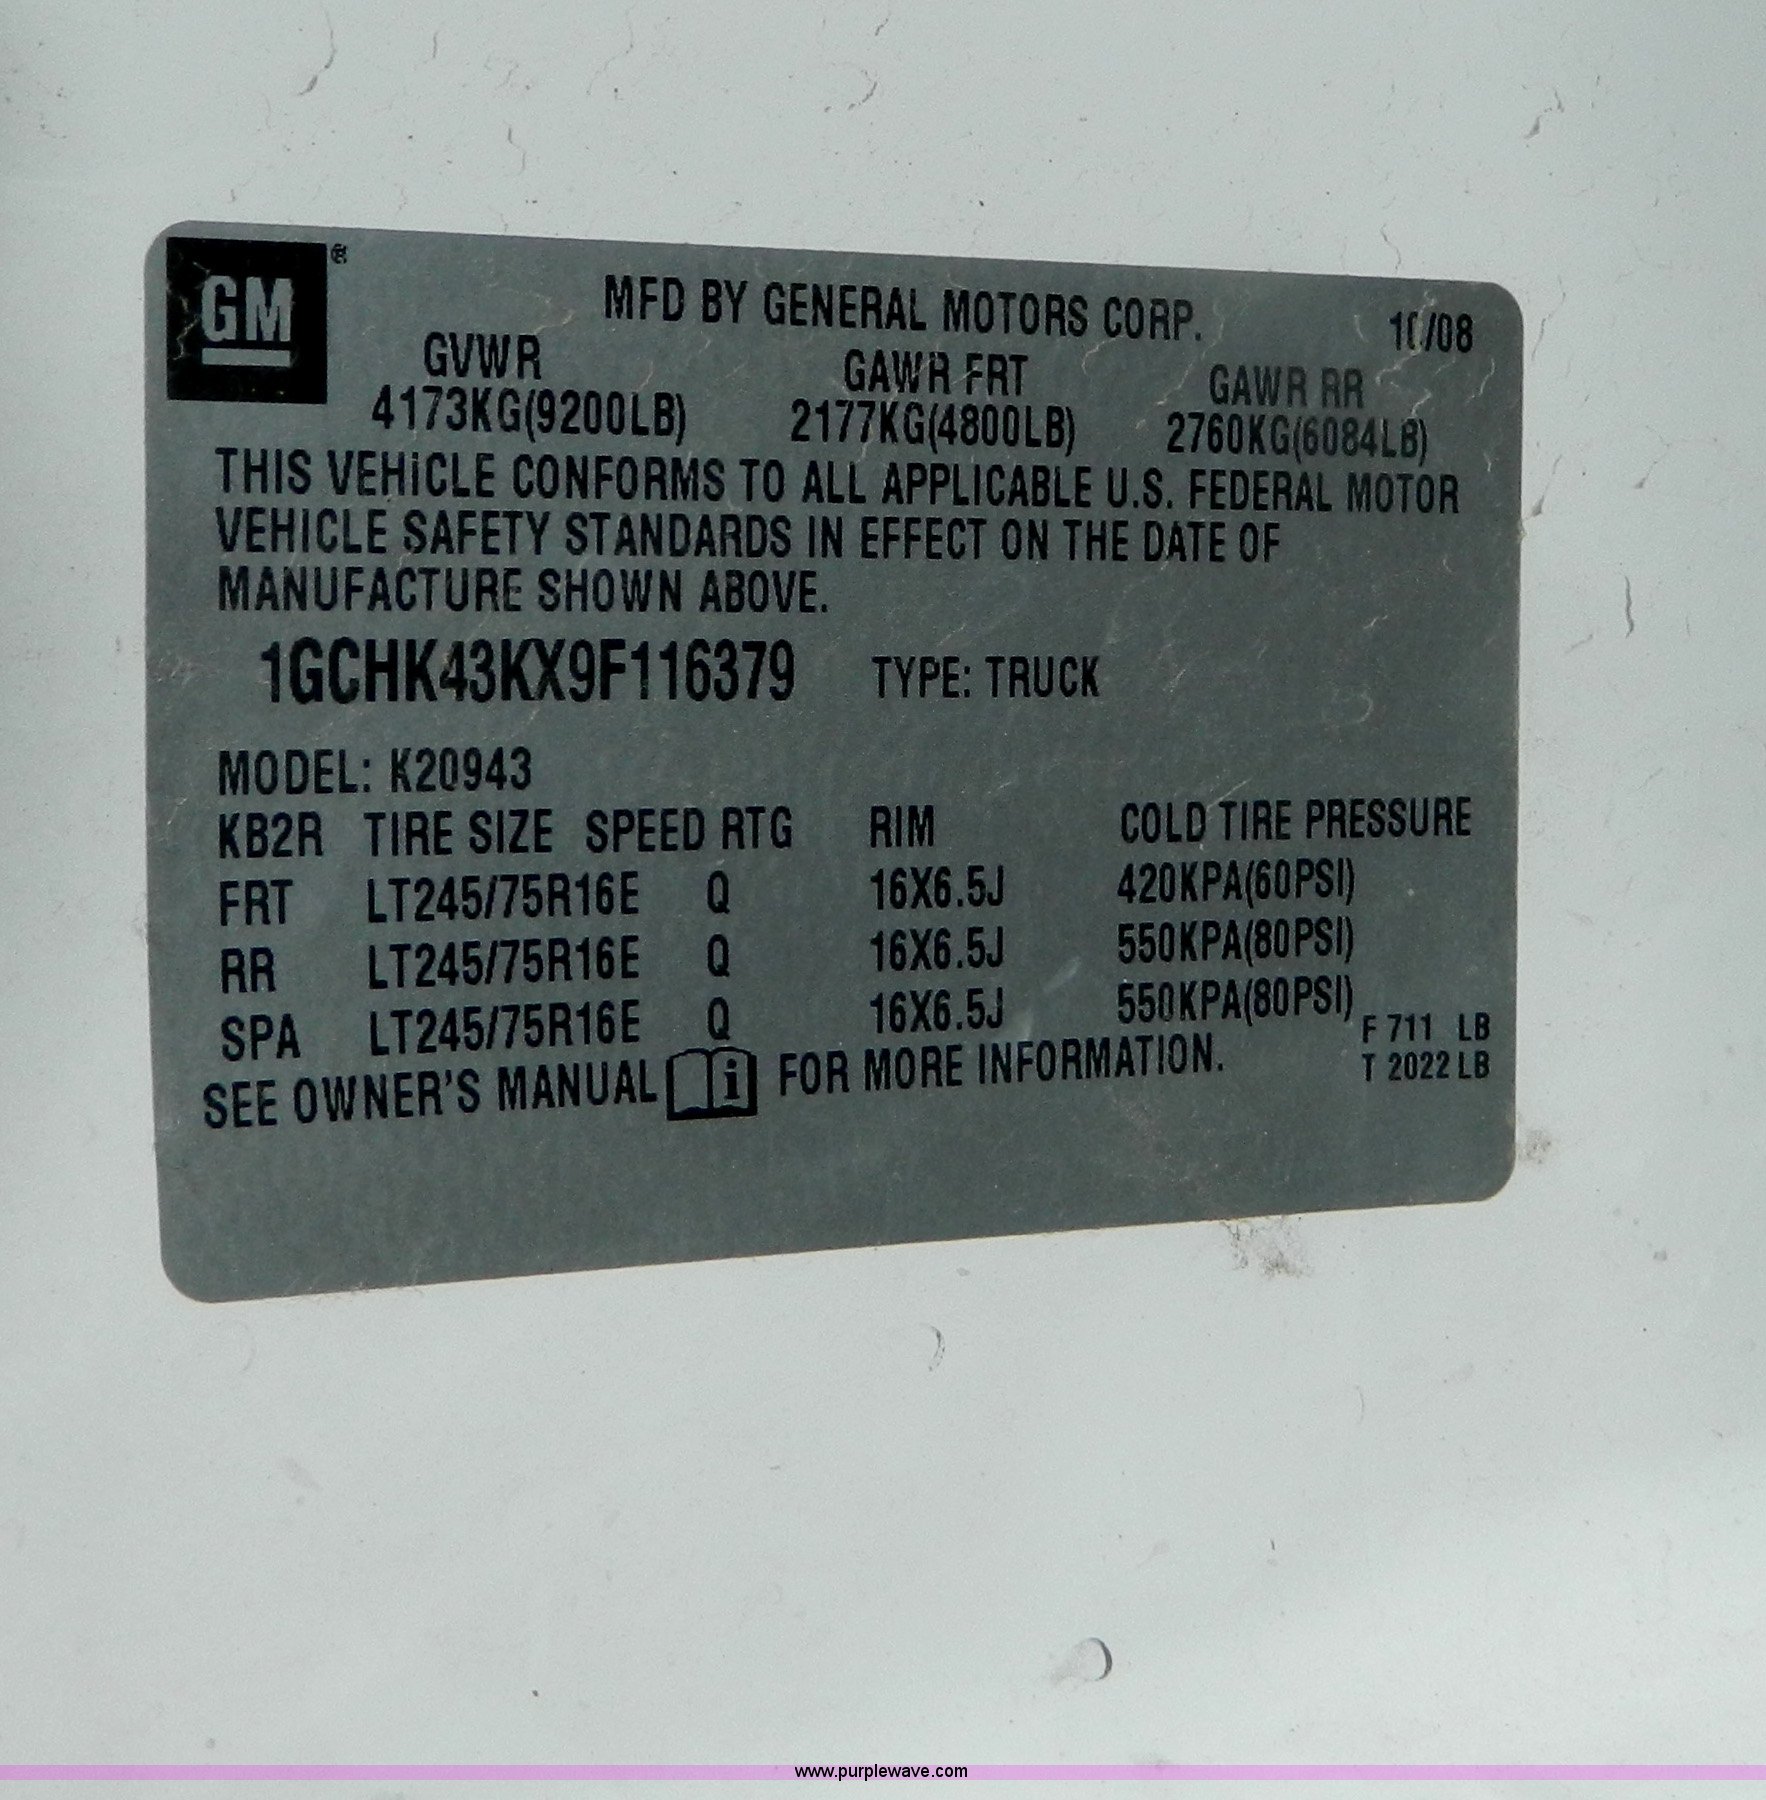 GM ®
MFD BY GENERAL MOTORS CORP. 10/08
GVWR GAWR FRT GAWR RR
4173KG(9200LB) 2177KG(4800LB) 2760KG(6084LB)
THIS VEHICLE CONFORMS TO ALL APPLICABLE U.S. FEDERAL MOTOR
VEHICLE SAFETY STANDARDS IN EFFECT ON THE DATE OF
MANUFACTURE SHOWN ABOVE.
1GCHK43KX9F116379 TYPE: TRUCK
MODEL: K20943
KB2R TIRE SIZE SPEED RTG RIM COLD TIRE PRESSURE
FRT LT245/75R16E Q 16X6.5J 420KPA(60PSI)
RR LT245/75R16E Q 16X6.5J 550KPA(80PSI)
SPA LT245/75R16E Q 16X6.5J 550KPA(80PSI)
F 711 LB
SEE OWNER'S MANUAL i FOR MORE INFORMATION. T 2022 LB
www.purplewave.com